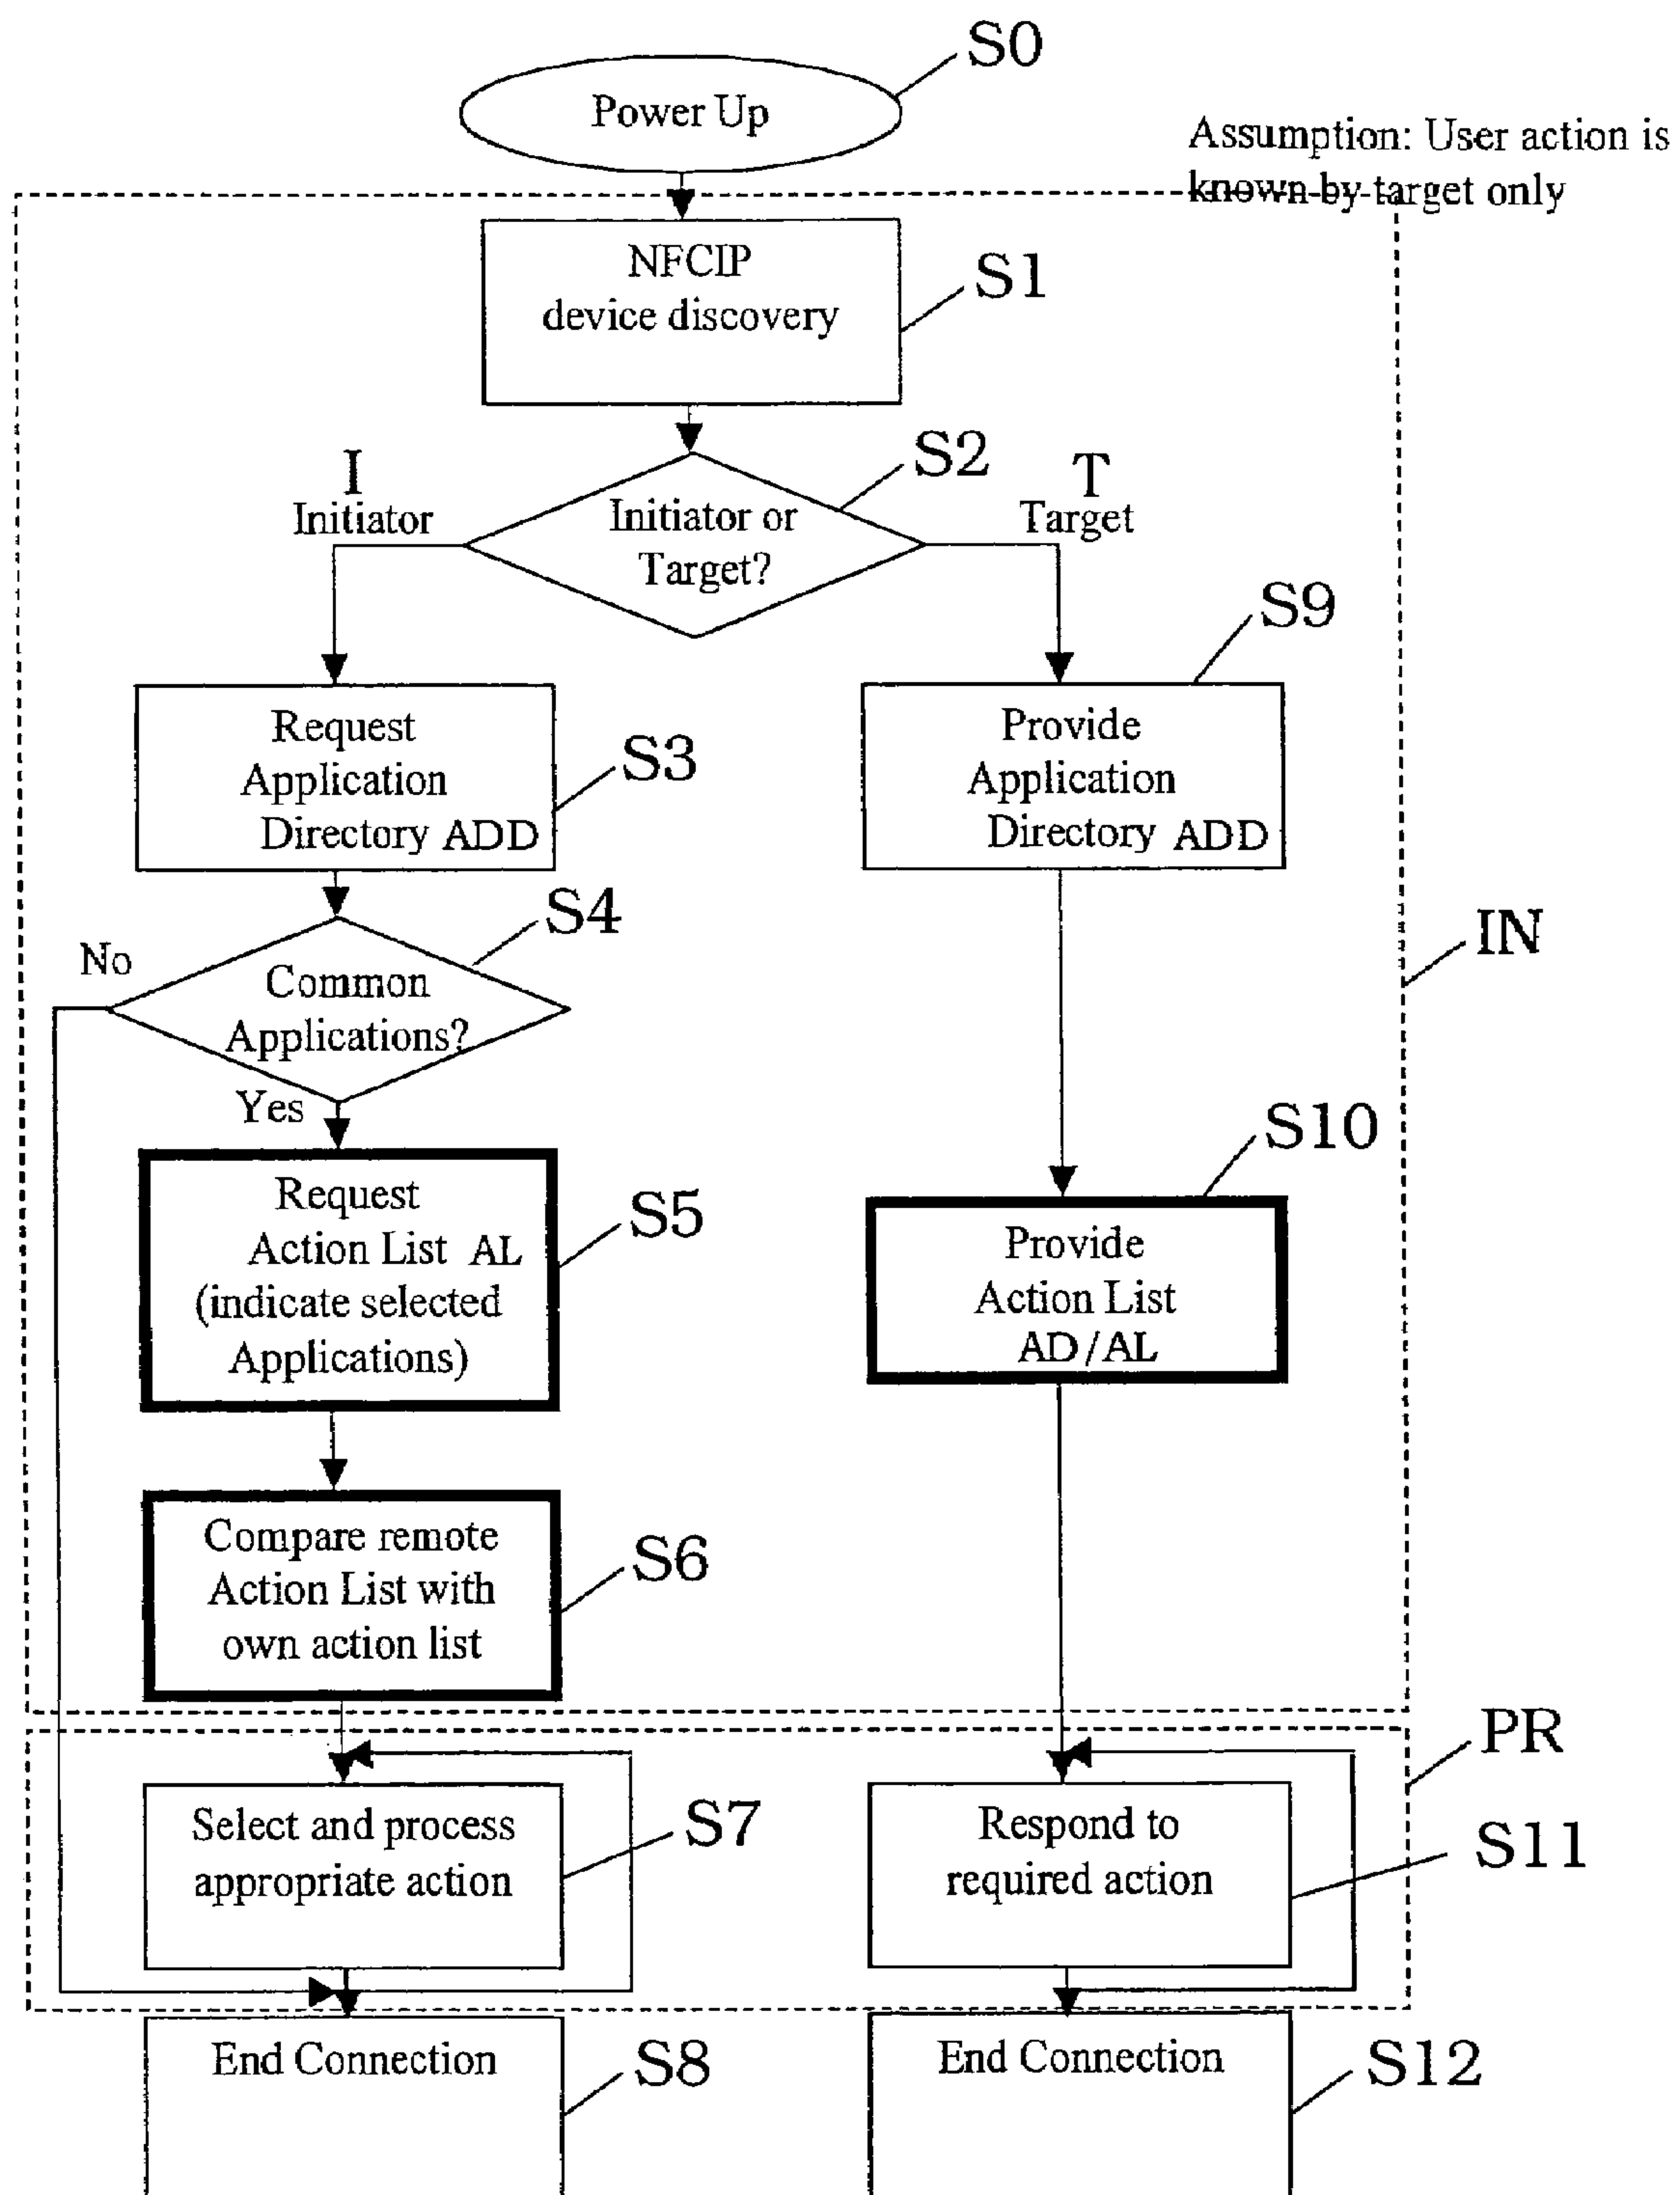 S0
Power Up
Assumption: User action is
known by target only
NFCIP
device discovery
S1
S2
I
Initiator
Initiator or
Target?
T
Target
S9
Request
Application
Directory ADD
S3
Provide
Application
Directory ADD
S4
No
Common
Applications?
IN
Yes
S10
Request
Action List AL
(indicate selected
Applications)
S5
Provide
Action List
AD/AL
Compare remote
Action List with
own action list
S6
PR
Select and process
appropriate action
S7
Respond to
required action
S11
End Connection
S8
End Connection
S12